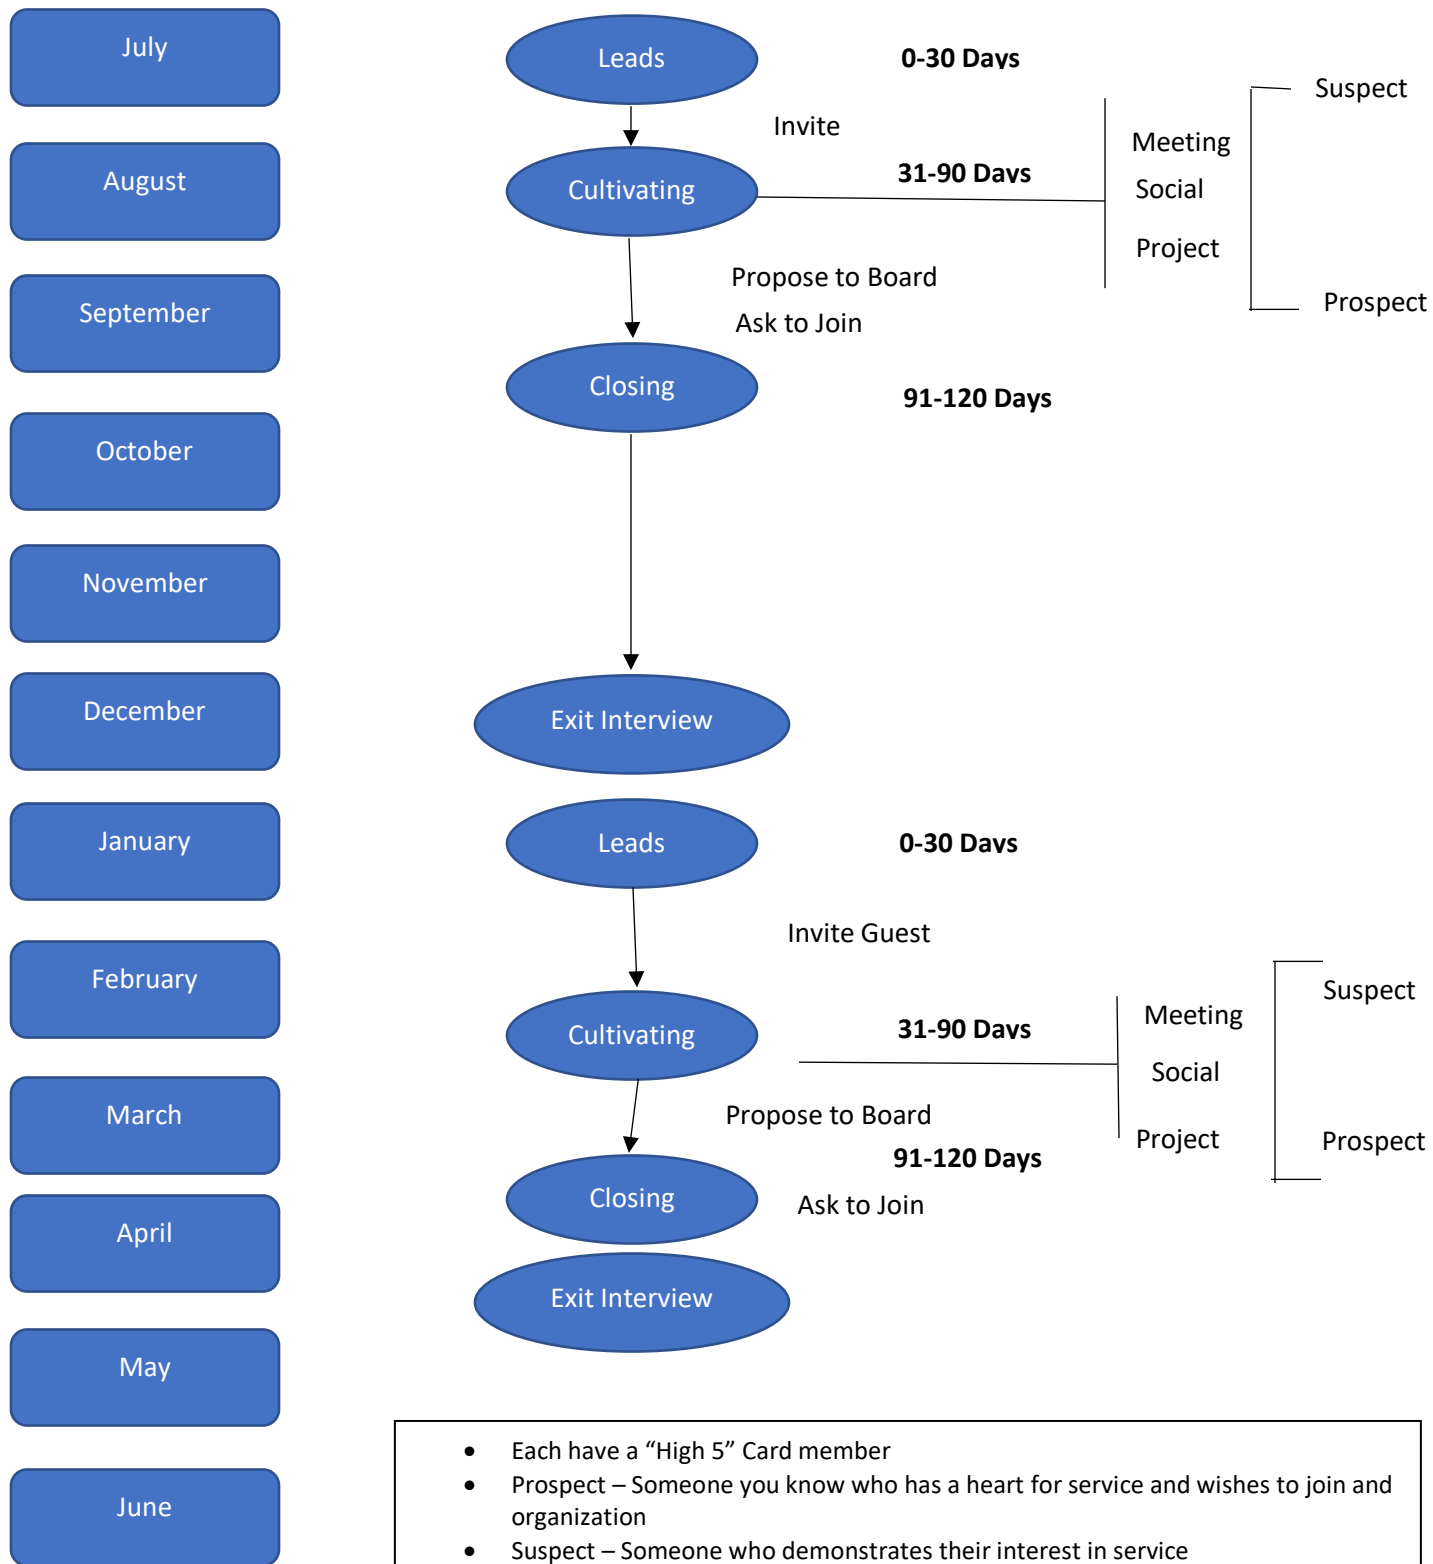 July
Leads
0-30 Days
Suspect
Invite
Meeting
August
Cultivating
31-90 Days
Social
Project
Propose to Board
Prospect
September
Ask to Join
Closing
91-120 Days
October
November
December
Exit Interview
January
Leads
0-30 Days
Invite Guest
February
Suspect
Meeting
Cultivating
31-90 Days
Social
March
Propose to Board
Project
Prospect
91-120 Days
Closing
Ask to Join
April
Exit Interview
May
• Each have a “High 5” Card member
• Prospect – Someone you know who has a heart for service and wishes to join and
organization
June
• Suspect – Someone who demonstrates their interest in service